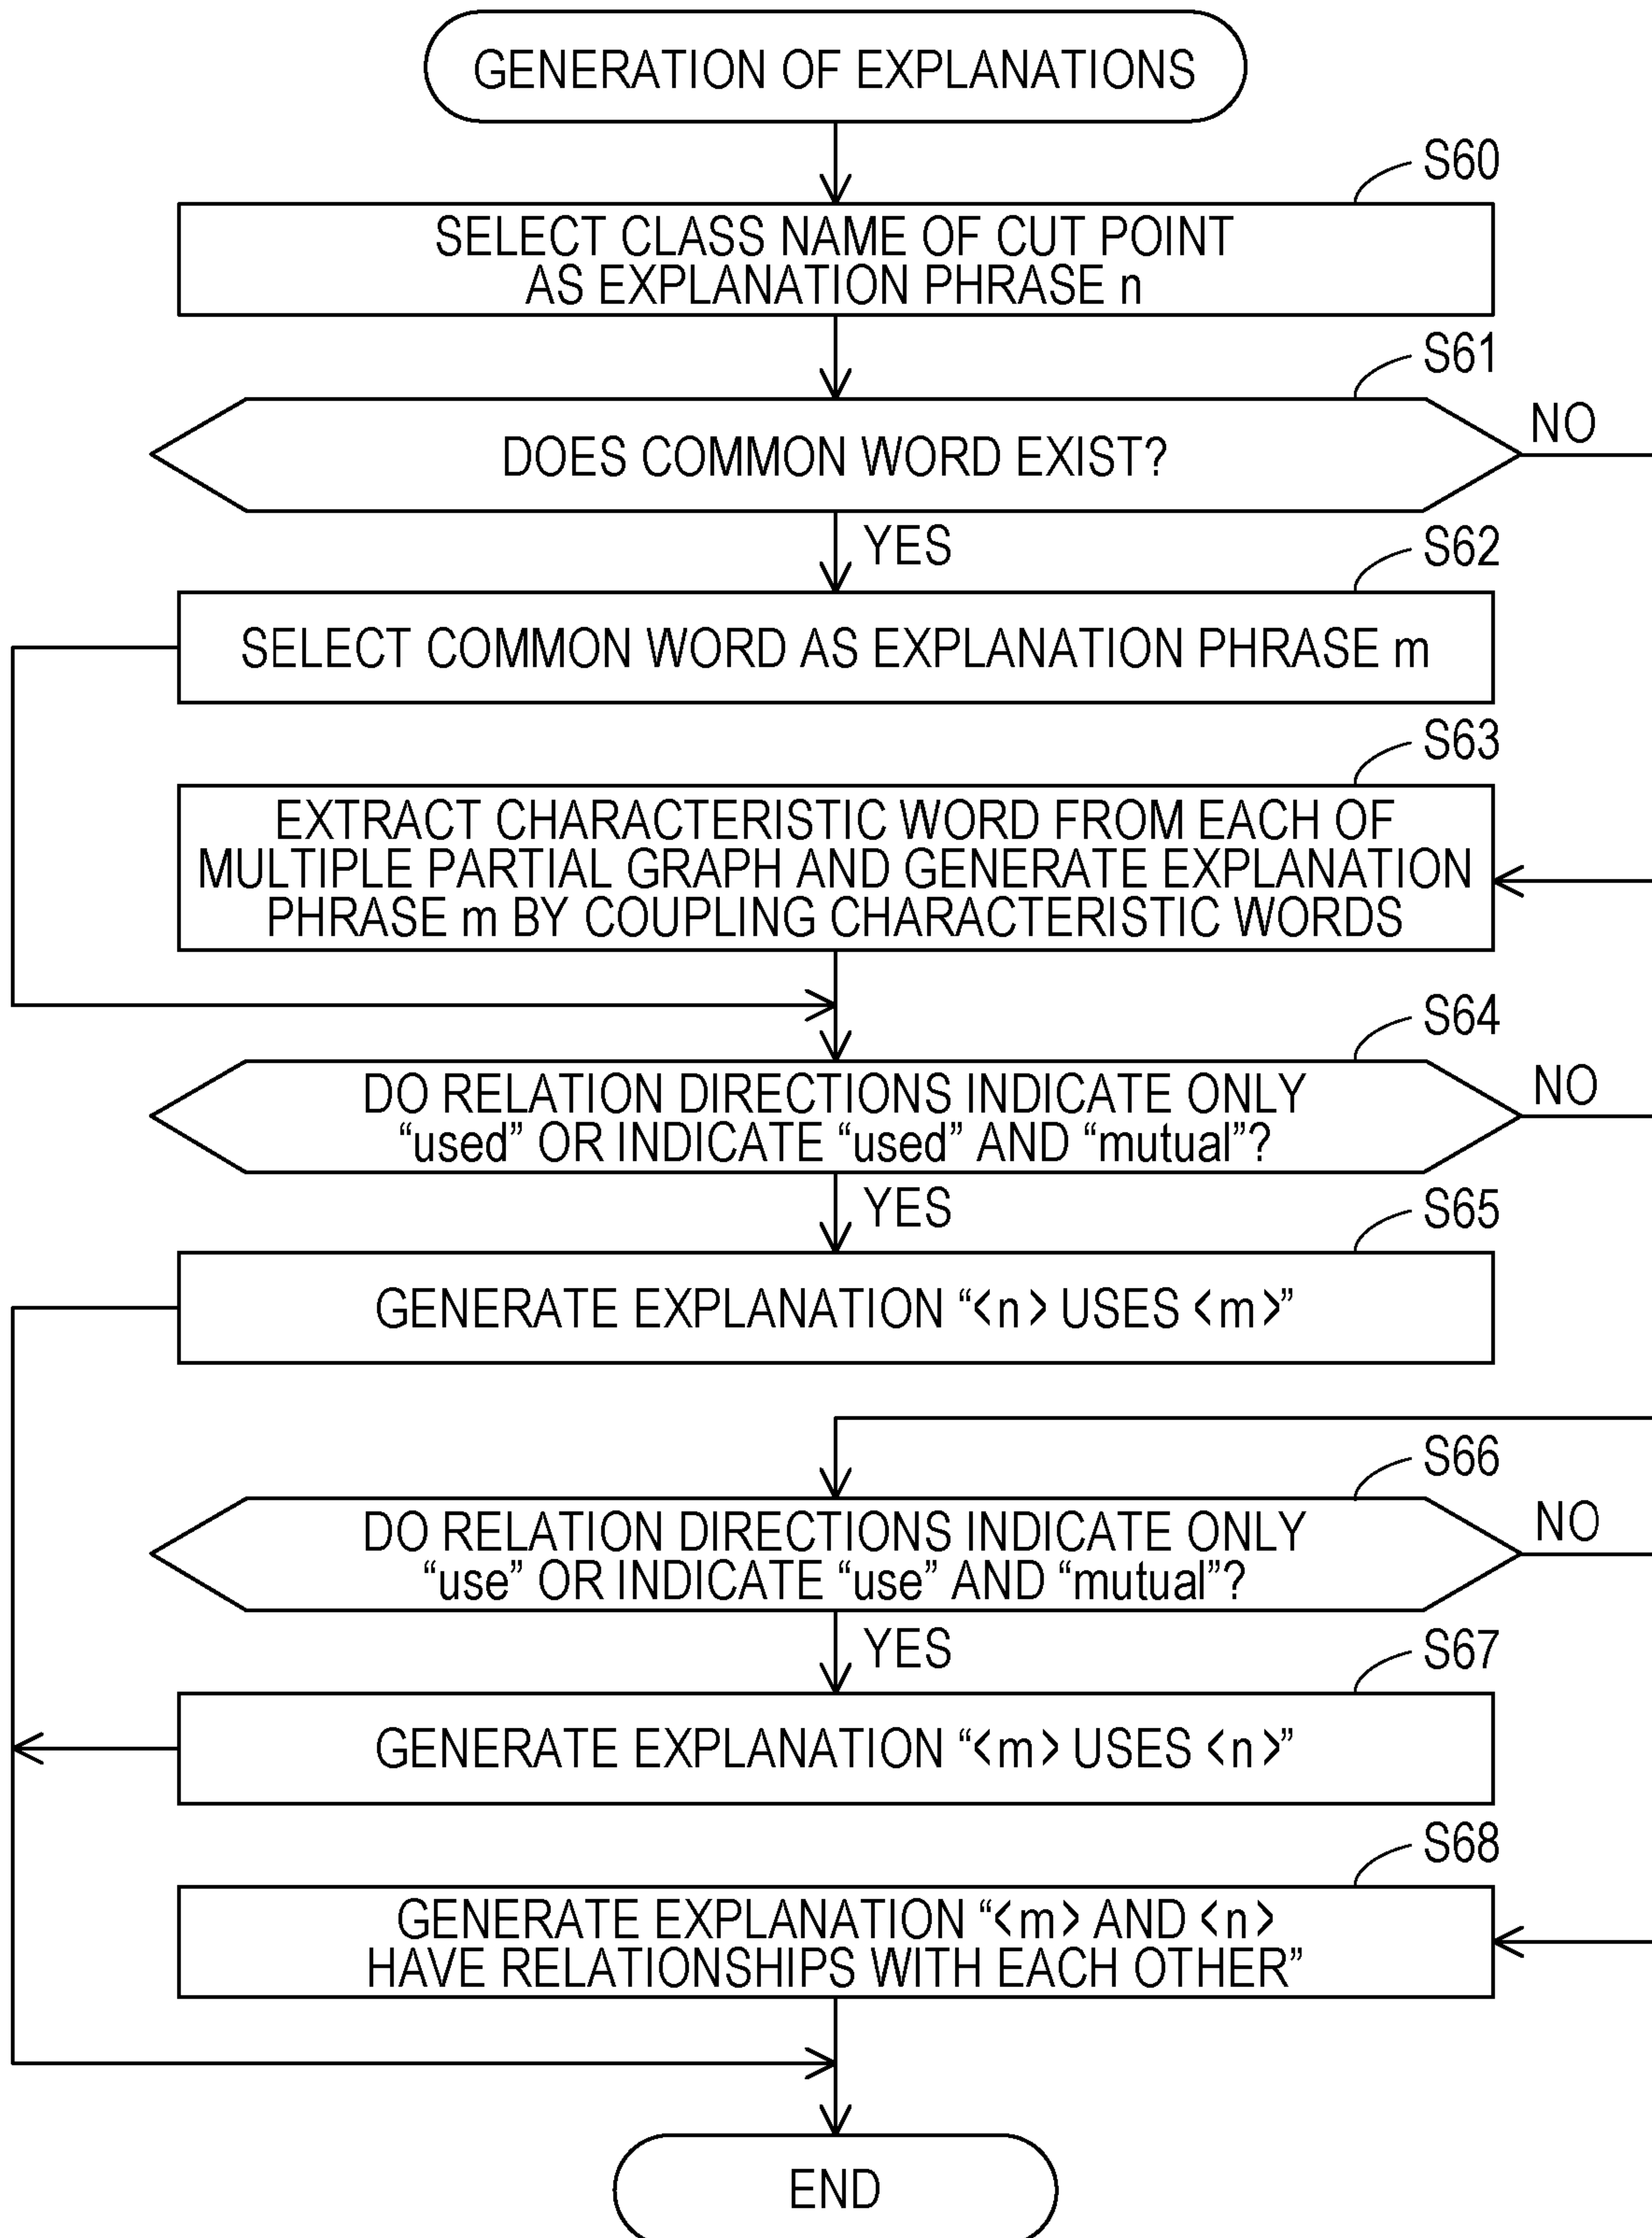 GENERATION OF EXPLANATIONS
S60
SELECT CLASS NAME OF CUT POINT
AS EXPLANATION PHRASE n
S61
DOES COMMON WORD EXIST?
NO
YES
S62
SELECT COMMON WORD AS EXPLANATION PHRASE m
S63
EXTRACT CHARACTERISTIC WORD FROM EACH OF
MULTIPLE PARTIAL GRAPH AND GENERATE EXPLANATION
PHRASE m BY COUPLING CHARACTERISTIC WORDS
S64
DO RELATION DIRECTIONS INDICATE ONLY
“used” OR INDICATE “used” AND “mutual”?
NO
YES
S65
GENERATE EXPLANATION “<n> USES <m>”
S66
DO RELATION DIRECTIONS INDICATE ONLY
“use” OR INDICATE “use” AND “mutual”?
NO
YES
S67
GENERATE EXPLANATION “<m> USES <n>”
S68
GENERATE EXPLANATION “<m> AND <n>
HAVE RELATIONSHIPS WITH EACH OTHER”
END